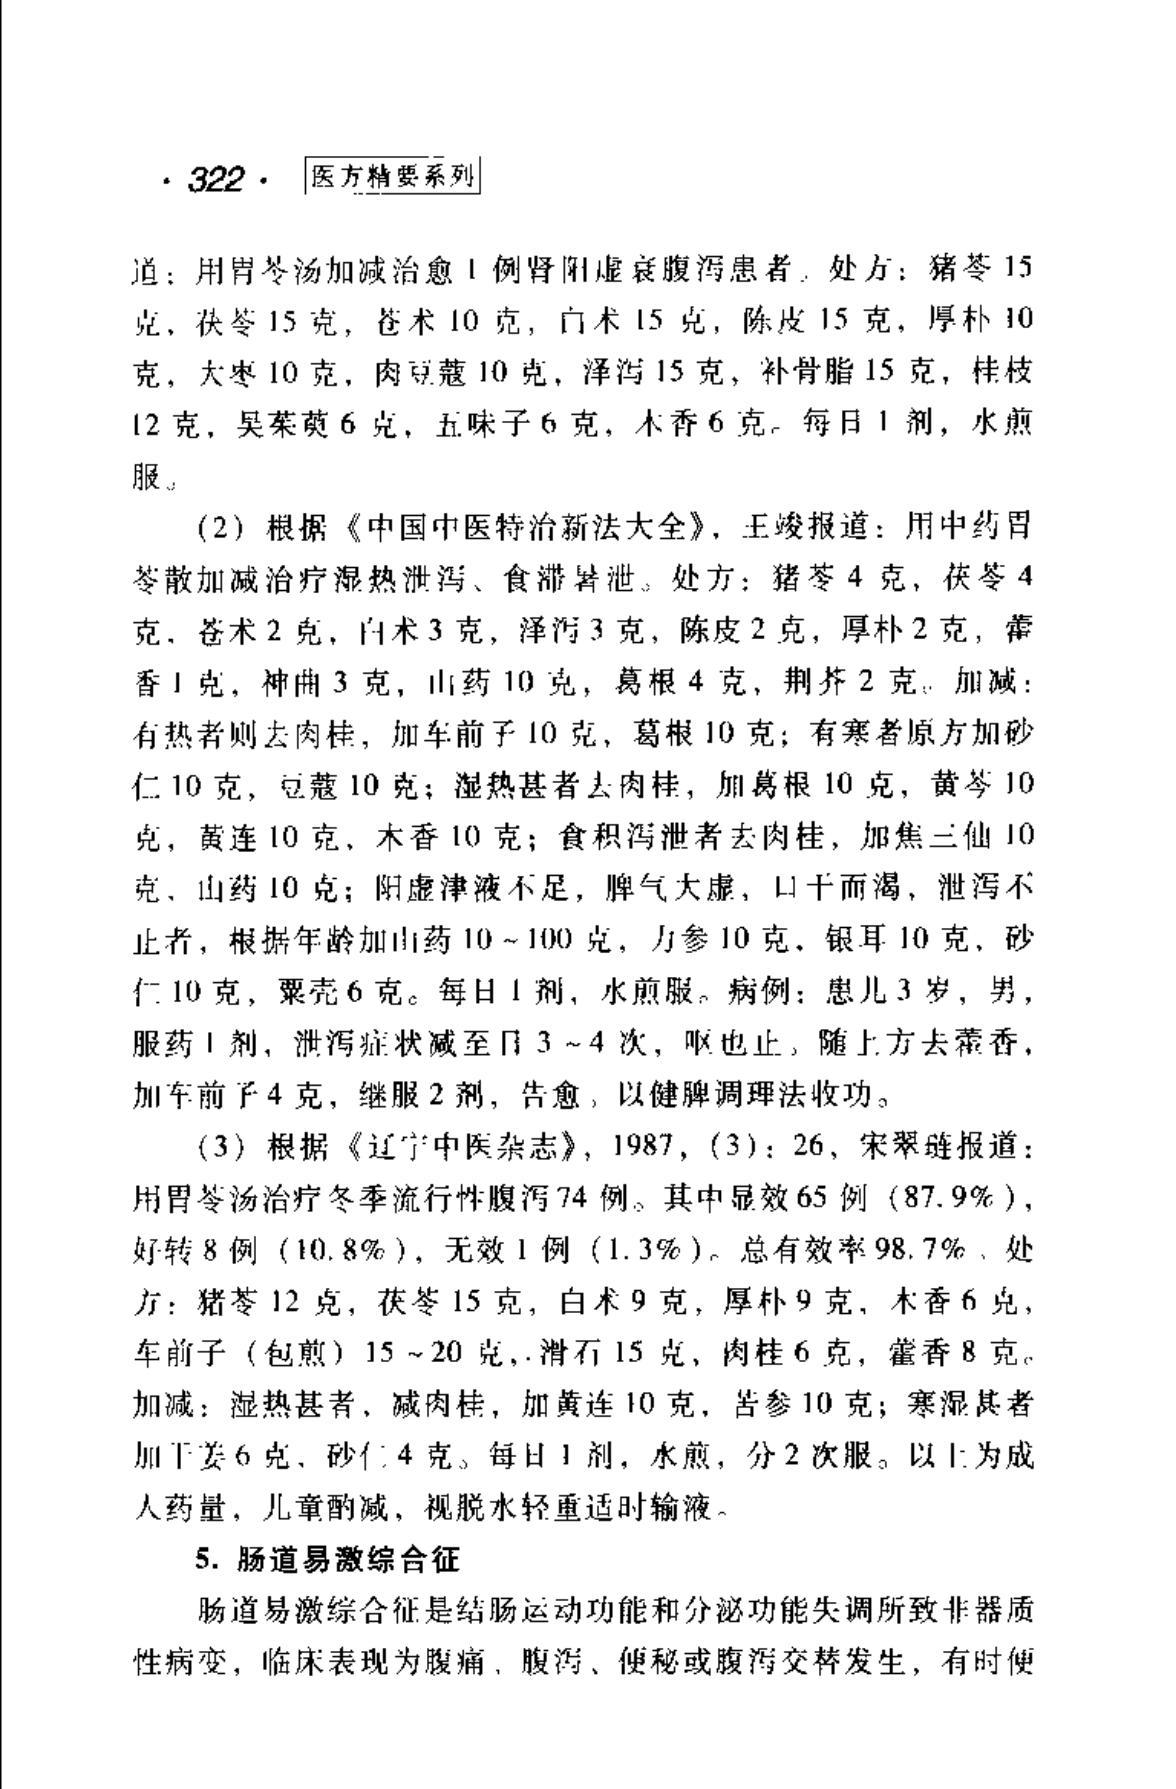 · 322 · 医方精要系列
道：用胃苓汤加减治愈1例肾阳虚衰腹泻患者。处方：猪苓15
克，茯苓15克，苍术10克，白术15克，陈皮15克，厚朴10
克，大枣10克，肉豆蔻10克，泽泻15克，补骨脂15克，桂枝
12克，吴茱萸6克，五味子6克，木香6克。每日1剂，水煎
服。
（2）根据《中国中医特治新法大全》，王竣报道：用中药胃
苓散加减治疗湿热泄泻、食滞暑泄。处方：猪苓4克，茯苓4
克，苍术2克，白术3克，泽泻3克，陈皮2克，厚朴2克，藿
香1克，神曲3克，山药10克，葛根4克，荆芥2克。加减：
有热者则去肉桂，加车前子10克，葛根10克；有寒者原方加砂
仁10克，豆蔻10克；湿热甚者去肉桂，加葛根10克，黄芩10
克，黄连10克，木香10克；食积泻泄者去肉桂，加焦三仙10
克，山药10克；阳虚津液不足，脾气大虚，口干而渴，泄泻不
止者，根据年龄加山药10～100克，力参10克，银耳10克，砂
仁10克，粟壳6克。每日1剂，水煎服。病例：患儿3岁，男，
服药1剂，泄泻症状减至日3～4次，呕也止。随上方去藿香，
加车前子4克，继服2剂，告愈。以健脾调理法收功。
（3）根据《辽宁中医杂志》，1987，(3)：26，宋翠琏报道：
用胃苓汤治疗冬季流行性腹泻74例。其中显效65例（87.9%），
好转8例（10.8%），无效1例（1.3%）。总有效率98.7%。处
方：猪苓12克，茯苓15克，白术9克，厚朴9克，木香6克，
车前子（包煎）15～20克，滑石15克，肉桂6克，藿香8克。
加减：湿热甚者，减肉桂，加黄连10克，苦参10克；寒湿甚者
加干姜6克，砂仁4克。每日1剂，水煎，分2次服。以上为成
人药量，儿童酌减，视脱水轻重适时输液。
5. 肠道易激综合征
肠道易激综合征是结肠运动功能和分泌功能失调所致非器质
性病变，临床表现为腹痛、腹泻、便秘或腹泻交替发生，有时便